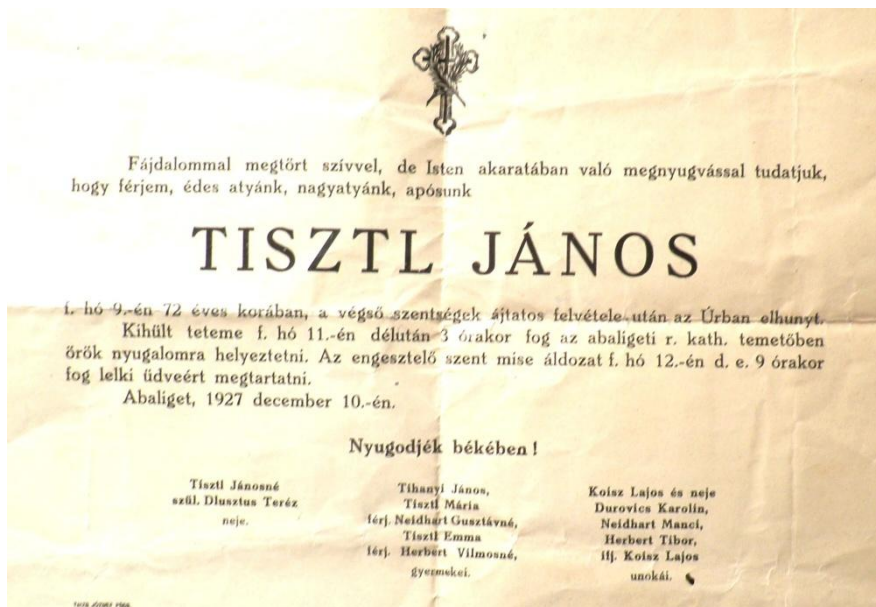 Fájdalommal megtört szívvel, de Isten akaratában való megnyugvással tudatjuk,
hogy férjem, édes atyánk, nagyatyánk, apósunk
TISZTL JÁNOS
f. hó 9.-én 72 éves korában, a végső szentségek ájtatos felvétele után az Úrban elhunyt.
Kihült teteme f. hó 11.-én délután 3 órakor fog az abaligeti r. kath. temetőben
örök nyugalomra helyeztetni. Az engesztelő szent mise áldozat f. hó 12.-én d. e. 9 órakor
fog lelki üdveért megtartatni.
Abaliget, 1927 december 10.-én.
Nyugodjék békében!
Tisztl Jánosné
szül. Dlusztus Teréz
neje.
Tihanyi János,
Tisztl Mária
férj. Neidhart Gusztávné,
Tisztl Emma
férj. Herbert Vilmosné,
gyermekei.
Koisz Lajos és neje
Durovics Karolin,
Neidhart Manci,
Herbert Tibor,
ifj. Koisz Lajos
unokái.